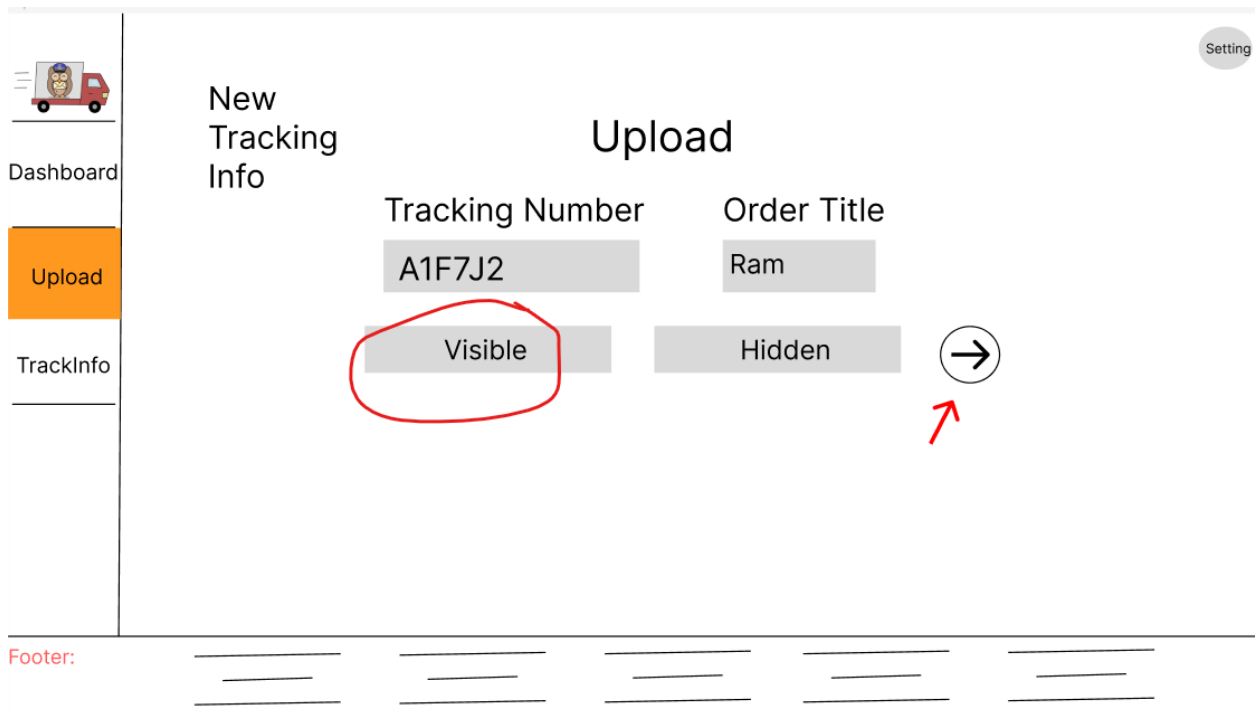 Setting
New
Tracking
Info
Upload
Dashboard
Tracking Number
Order Title
A1F7J2
Ram
Upload
Visible
Hidden
TrackInfo
Footer: